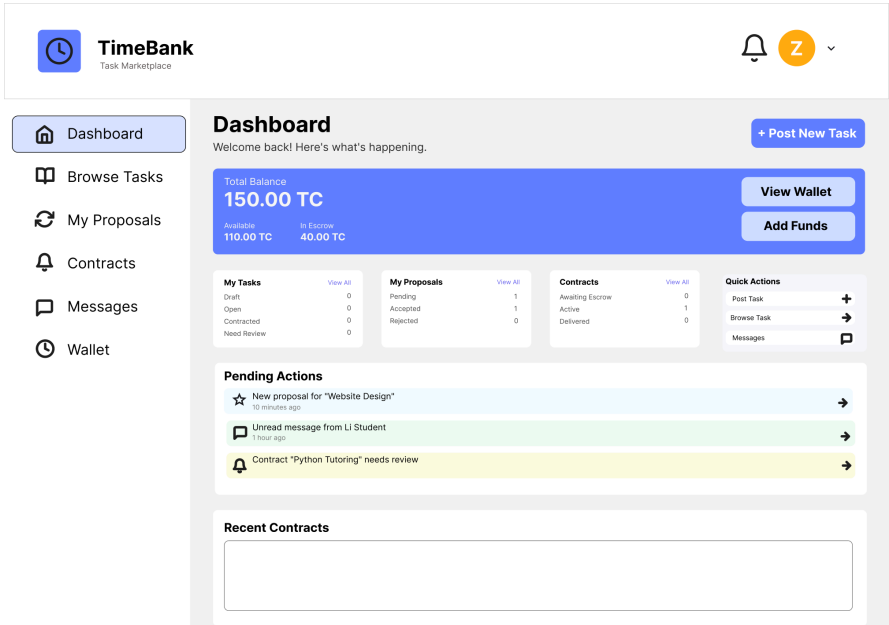 TimeBank
Task Marketplace
Z
Dashboard
Browse Tasks
My Proposals
Contracts
Messages
Wallet
Dashboard
Welcome back! Here's what's happening.
+ Post New Task
Total Balance
150.00 TC
Available
110.00 TC
In Escrow
40.00 TC
View Wallet
Add Funds
My Tasks View All
Draft 0
Open 0
Contracted 0
Need Review 0
My Proposals View All
Pending 1
Accepted 1
Rejected 0
Contracts View All
Awaiting Escrow 0
Active 1
Delivered 0
Quick Actions
Post Task
Browse Task
Messages
Pending Actions
New proposal for "Website Design"
10 minutes ago
Unread message from Li Student
1 hour ago
Contract "Python Tutoring" needs review
Recent Contracts